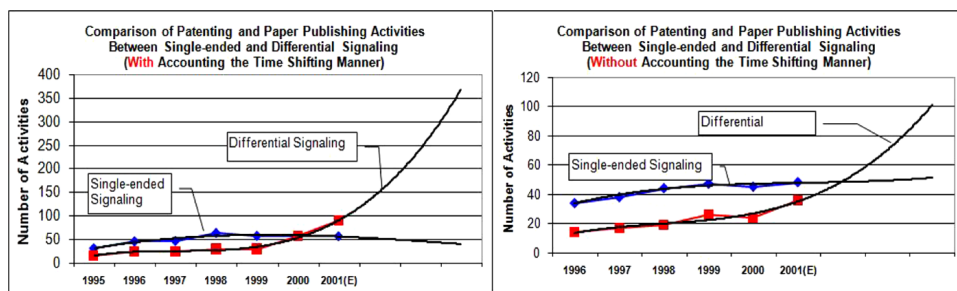 Comparison of Patenting and Paper Publishing Activities
Between Single-ended and Differential Signaling
(With Accounting the Time Shifting Manner)
Number of Activities
400
350
300
250
200
150
100
50
0
Differential Signaling
Single-ended
Signaling
1995 1996 1997 1998 1999 2000 2001(E)
Comparison of Patenting and Paper Publishing Activities
Between Single-ended and Differential Signaling
(Without Accounting the Time Shifting Manner)
Number of Activities
120
100
80
60
40
20
0
Differential
Single-ended Signaling
1996 1997 1998 1999 2000 2001(E)